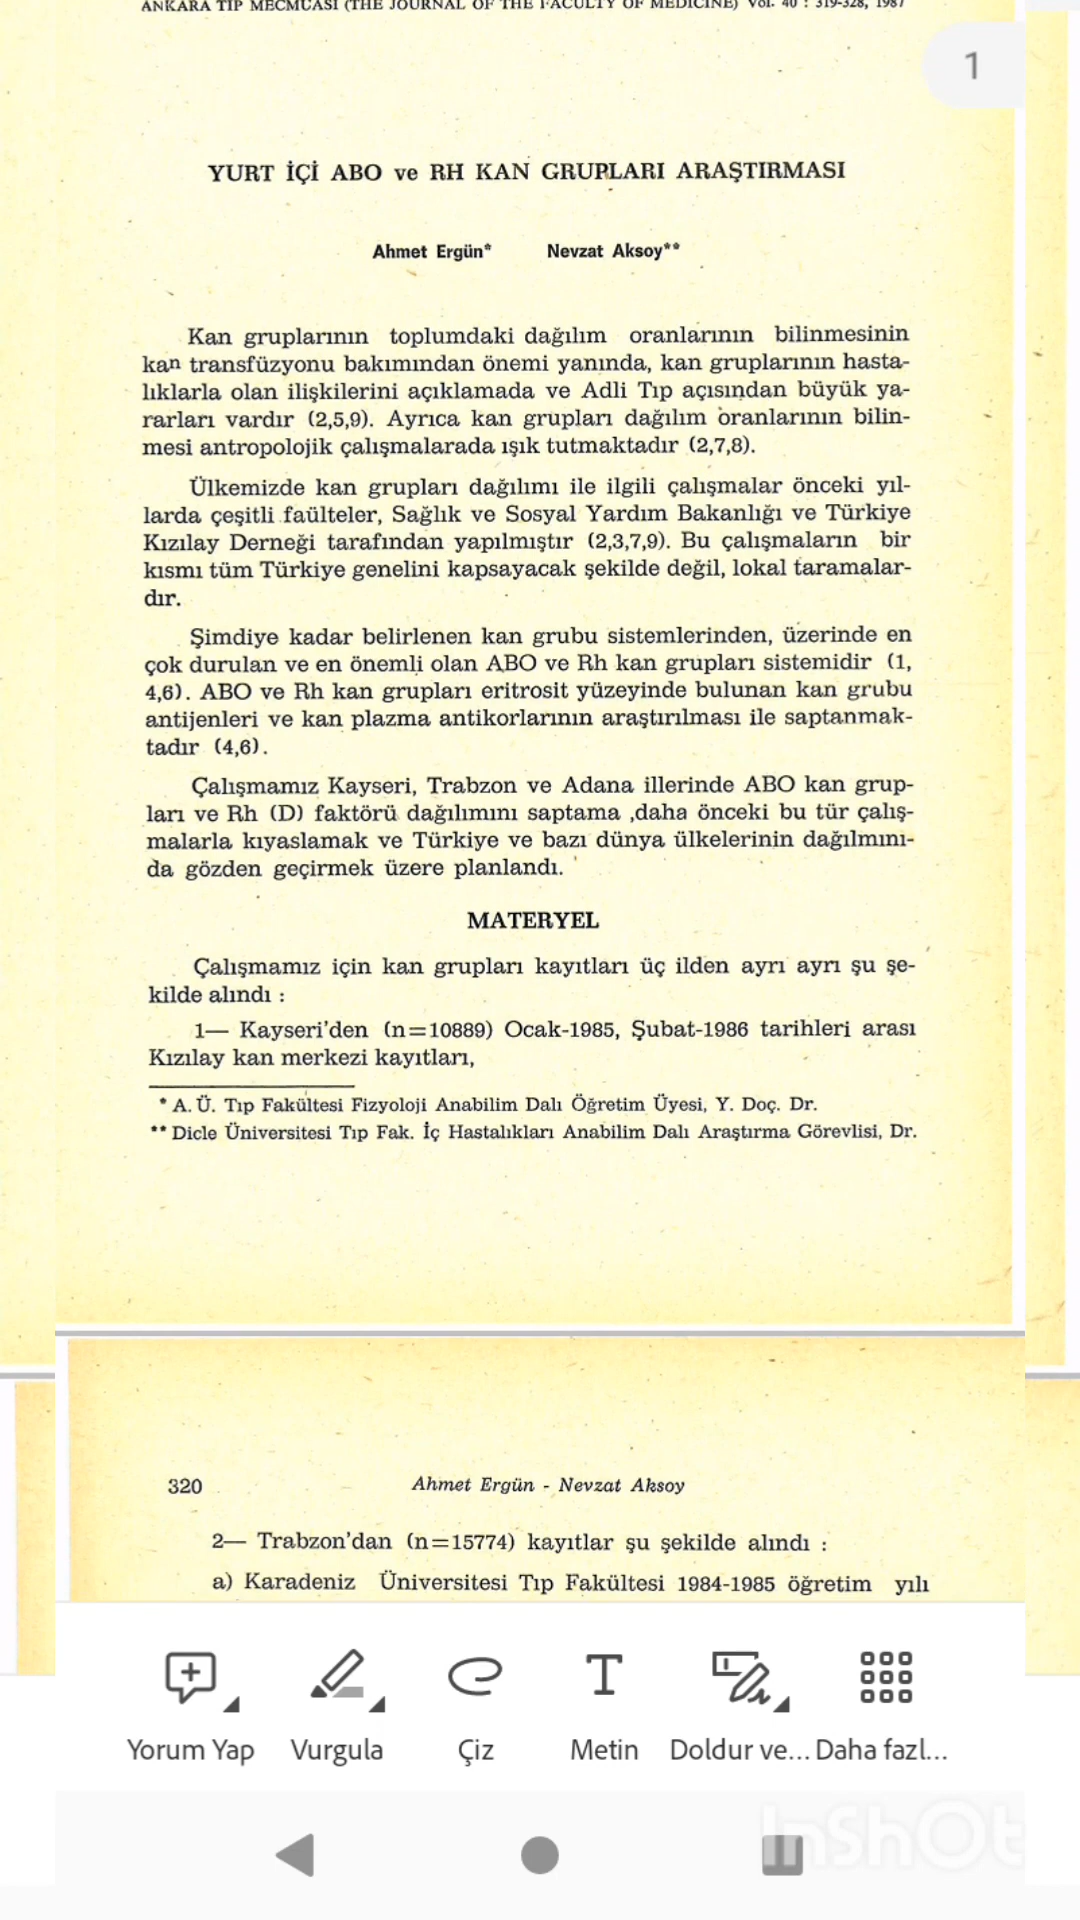 ANKARA TIP MECMUASI (THE JOURNAL OF THE FACULTY OF MEDICINE) Vol. 40 : 319-328, 1987
1
YURT İÇİ ABO ve RH KAN GRUPLARI ARAŞTIRMASI
Ahmet Ergün* Nevzat Aksoy**
Kan gruplarının toplumdaki dağılım oranlarının bilinmesinin
kan transfüzyonu bakımından önemi yanında, kan gruplarının hasta-
lıklarla olan ilişkilerini açıklamada ve Adli Tıp açısından büyük ya-
rarları vardır (2,5,9). Ayrıca kan grupları dağılım oranlarının bilin-
mesi antropolojik çalışmalarada ışık tutmaktadır (2,7,8).
Ülkemizde kan grupları dağılımı ile ilgili çalışmalar önceki yıl-
larda çeşitli faülteler, Sağlık ve Sosyal Yardım Bakanlığı ve Türkiye
Kızılay Derneği tarafından yapılmıştır (2,3,7,9). Bu çalışmaların bir
kısmı tüm Türkiye genelini kapsayacak şekilde değil, lokal taramalar-
dır.
Şimdiye kadar belirlenen kan grubu sistemlerinden, üzerinde en
çok durulan ve en önemli olan ABO ve Rh kan grupları sistemidir (1,
4,6). ABO ve Rh kan grupları eritrosit yüzeyinde bulunan kan grubu
antijenleri ve kan plazma antikorlarının araştırılması ile saptanmak-
tadır (4,6).
Çalışmamız Kayseri, Trabzon ve Adana illerinde ABO kan grup-
ları ve Rh (D) faktörü dağılımını saptama ,daha önceki bu tür çalış-
malarla kıyaslamak ve Türkiye ve bazı dünya ülkelerinin dağılmını-
da gözden geçirmek üzere planlandı.
MATERYEL
Çalışmamız için kan grupları kayıtları üç ilden ayrı ayrı şu şe-
kilde alındı :
1— Kayseri'den (n=10889) Ocak-1985, Şubat-1986 tarihleri arası
Kızılay kan merkezi kayıtları,
* A. Ü. Tıp Fakültesi Fizyoloji Anabilim Dalı Öğretim Üyesi, Y. Doç. Dr.
** Dicle Üniversitesi Tıp Fak. İç Hastalıkları Anabilim Dalı Araştırma Görevlisi, Dr.
320 Ahmet Ergün - Nevzat Aksoy
2— Trabzon'dan (n=15774) kayıtlar şu şekilde alındı :
a) Karadeniz Üniversitesi Tıp Fakültesi 1984-1985 öğretim yılı
Yorum Yap Vurgula Çiz Metin Doldur ve... Daha fazl...
InShOt